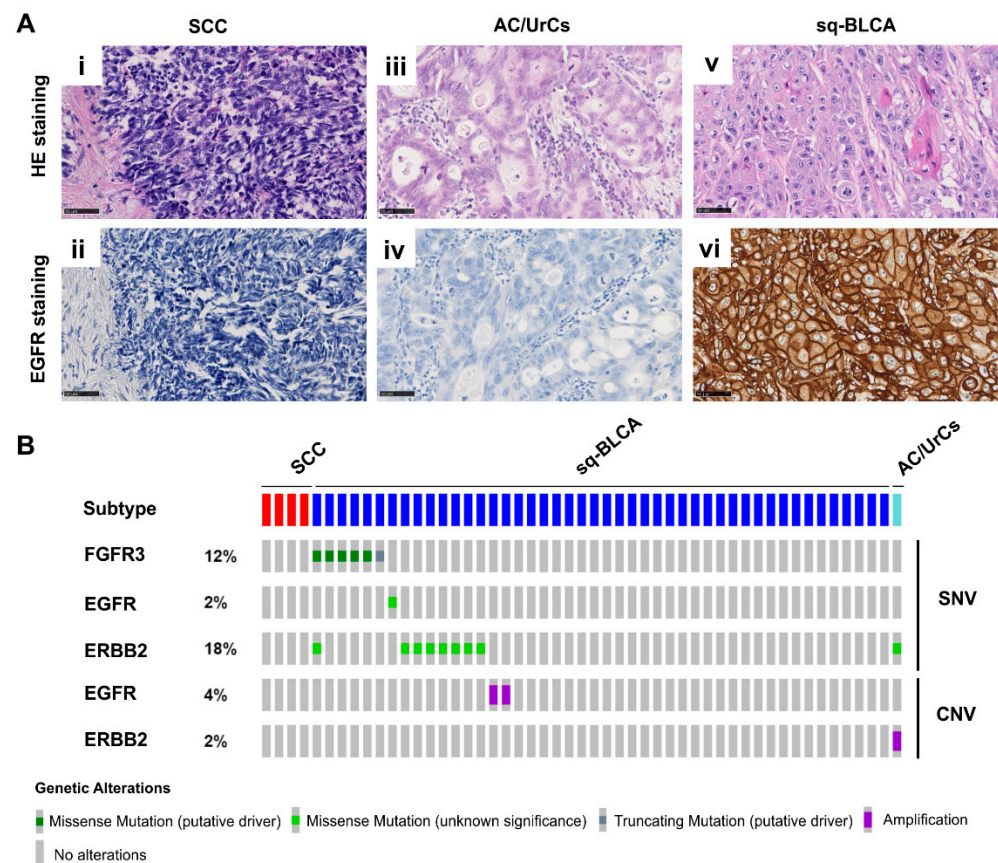 A
SCC AC/UrCs sq-BLCA
HE staining
i iii v
EGFR staining
ii iv vi
B
SCC sq-BLCA AC/UrCs
Subtype
FGFR3 12%
EGFR 2%
ERBB2 18%
SNV
EGFR 4%
ERBB2 2%
CNV
Genetic Alterations
Missense Mutation (putative driver) Missense Mutation (unknown significance) Truncating Mutation (putative driver) Amplification
No alterations